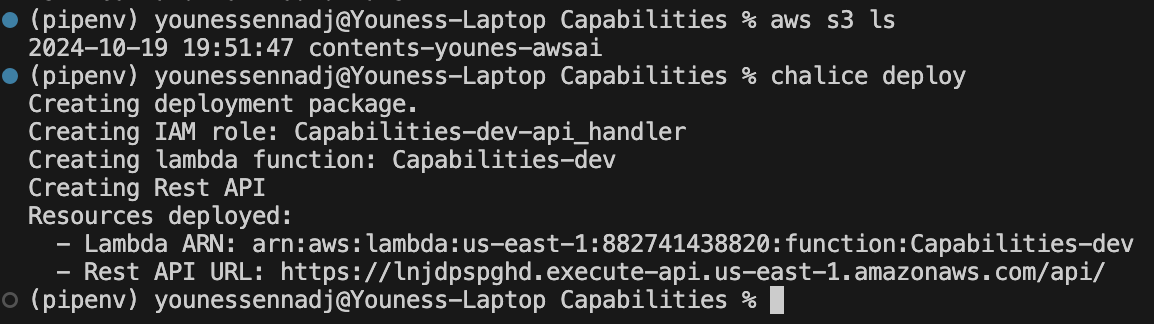 (pipenv) younessennadj@Youness-Laptop Capabilities % aws s3 ls
2024-10-19 19:51:47 contents-younes-awsai
(pipenv) younessennadj@Youness-Laptop Capabilities % chalice deploy
Creating deployment package.
Creating IAM role: Capabilities-dev-api_handler
Creating lambda function: Capabilities-dev
Creating Rest API
Resources deployed:
  - Lambda ARN: arn:aws:lambda:us-east-1:882741438820:function:Capabilities-dev
  - Rest API URL: https://lnjdpspghd.execute-api.us-east-1.amazonaws.com/api/
(pipenv) younessennadj@Youness-Laptop Capabilities %